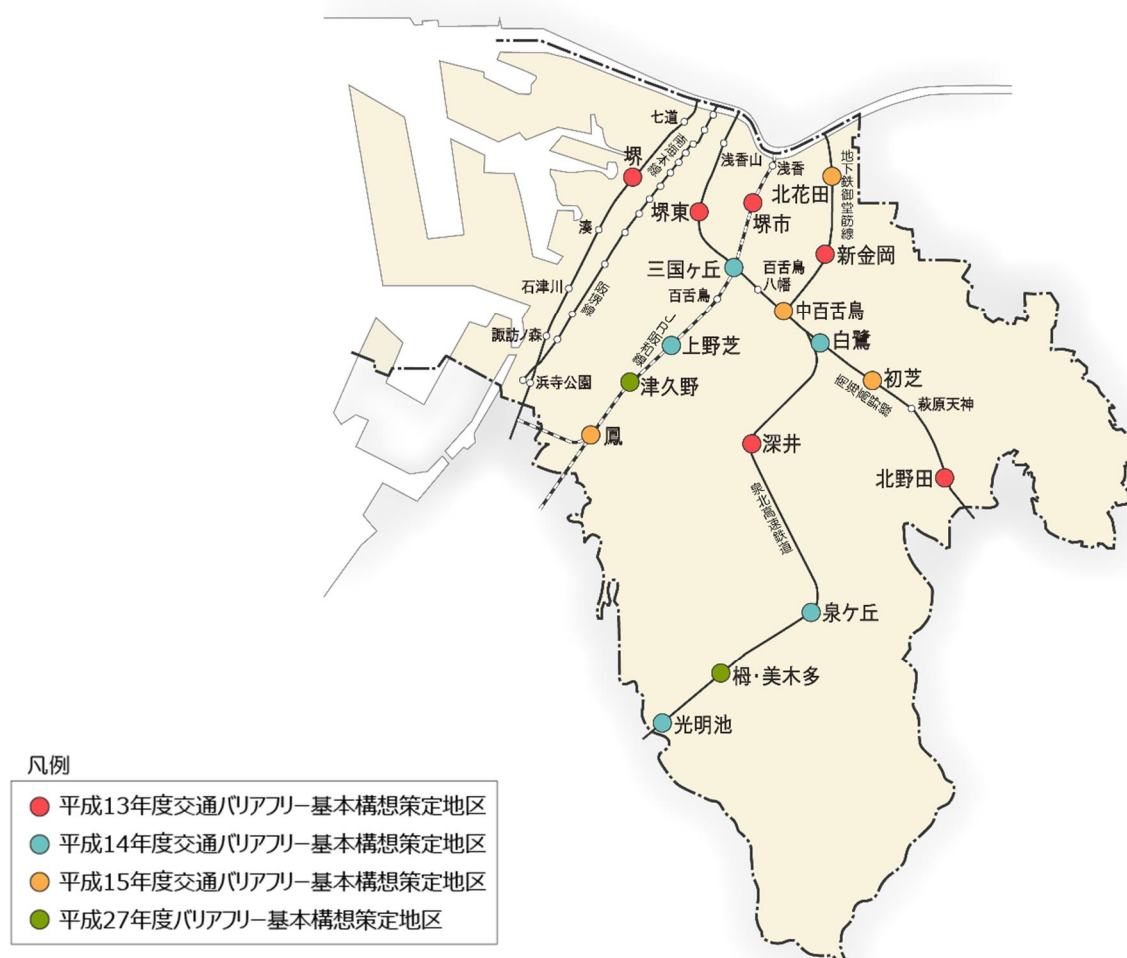 七道
南海本線
浅香山
浅香
地下鉄御堂筋線
堺
北花田
堺東
堺市
湊
新金岡
三国ヶ丘
百舌鳥
八幡
石津川
阪堺線
百舌鳥
中百舌鳥
諏訪ノ森
JR阪和線
上野芝
白鷺
浜寺公園
津久野
初芝
南海高野線
萩原天神
鳳
深井
北野田
泉北高速鉄道
泉ケ丘
栂・美木多
光明池
凡例
平成13年度交通バリアフリー基本構想策定地区
平成14年度交通バリアフリー基本構想策定地区
平成15年度交通バリアフリー基本構想策定地区
平成27年度バリアフリー基本構想策定地区